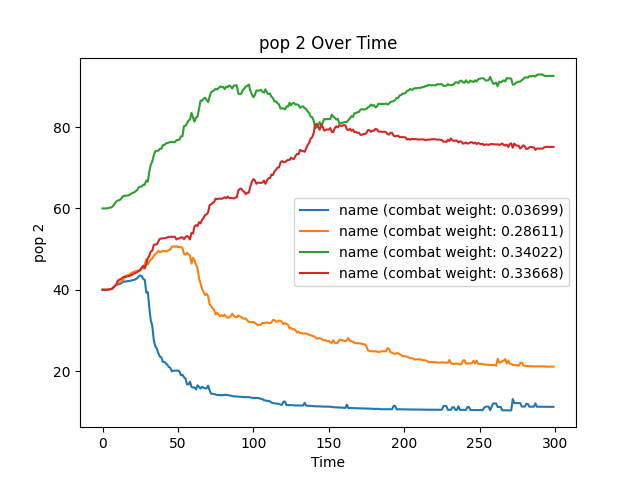 pop 2 Over Time
pop 2
80
60
40
20
name (combat weight: 0.03699)
name (combat weight: 0.28611)
name (combat weight: 0.34022)
name (combat weight: 0.33668)
0 50 100 150 200 250 300
Time